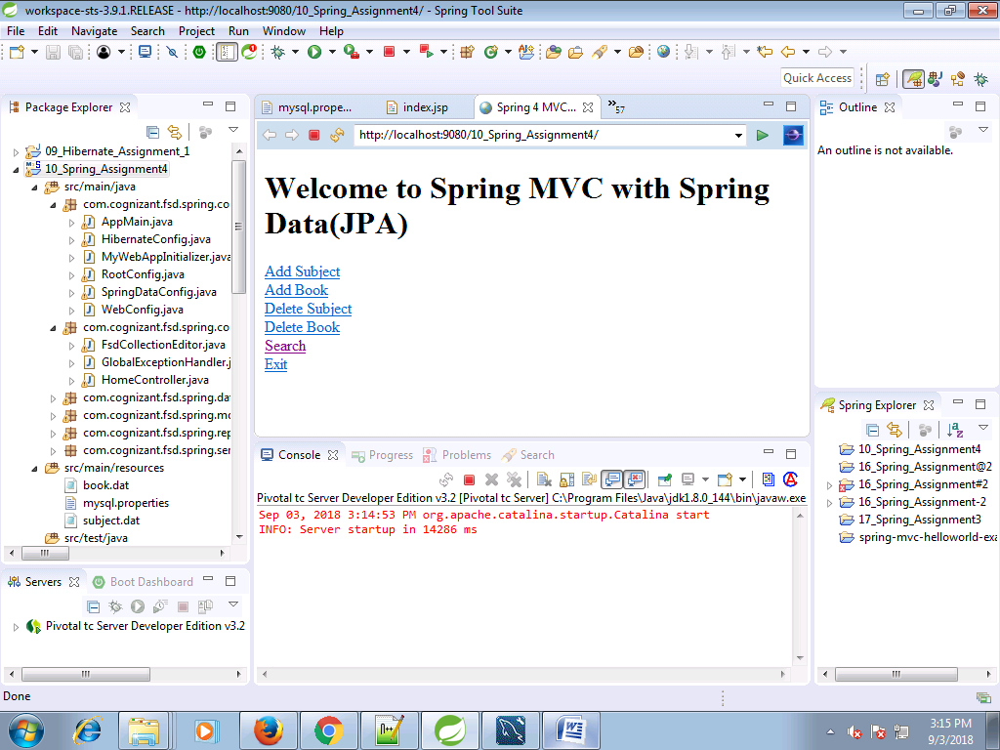 workspace-sts-3.9.1.RELEASE - http://localhost:9080/10_Spring_Assignment4/ - Spring Tool Suite
File Edit Navigate Search Project Run Window Help
Quick Access
Package Explorer
09_Hibernate_Assignment_1
10_Spring_Assignment4
src/main/java
com.cognizant.fsd.spring.co
AppMain.java
HibernateConfig.java
MyWebAppInitializer.java
RootConfig.java
SpringDataConfig.java
WebConfig.java
com.cognizant.fsd.spring.co
FsdCollectionEditor.java
GlobalExceptionHandler.j
HomeController.java
com.cognizant.fsd.spring.da
com.cognizant.fsd.spring.mo
com.cognizant.fsd.spring.rep
com.cognizant.fsd.spring.ser
src/main/resources
book.dat
mysql.properties
subject.dat
src/test/java
Servers Boot Dashboard
Pivotal tc Server Developer Edition v3.2
mysql.prope... index.jsp Spring 4 MVC... »57
http://localhost:9080/10_Spring_Assignment4/
Welcome to Spring MVC with Spring
Data(JPA)
Add Subject
Add Book
Delete Subject
Delete Book
Search
Exit
Console Progress Problems Search
Pivotal tc Server Developer Edition v3.2 [Pivotal tc Server] C:\Program Files\Java\jdk1.8.0_144\bin\javaw.exe
Sep 03, 2018 3:14:53 PM org.apache.catalina.startup.Catalina start
INFO: Server startup in 14286 ms
Outline
An outline is not available.
Spring Explorer
10_Spring_Assignment4
16_Spring_Assignment@2
16_Spring_Assignment#2
16_Spring_Assignment-2
17_Spring_Assignment3
spring-mvc-helloworld-exa
Done
3:15 PM
9/3/2018